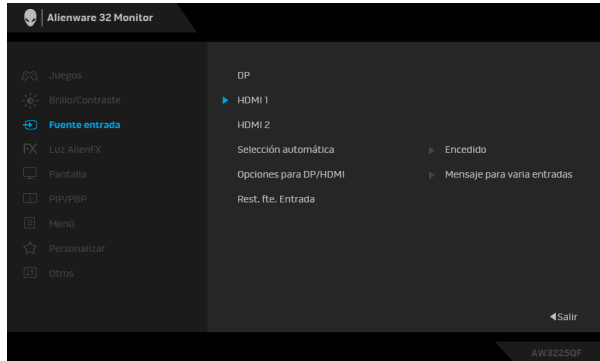 Alienware 32 Monitor
Juegos
DP
Brillo/Contraste
HDMI 1
Fuente entrada
HDMI 2
FX Luz AlienFX
Selección automática
Encedido
Pantalla
Opciones para DP/HDMI
Mensaje para varia entradas
PIP/PBP
Rest. fte. Entrada
Menú
Personalizar
Otros
Salir
AW3225QF